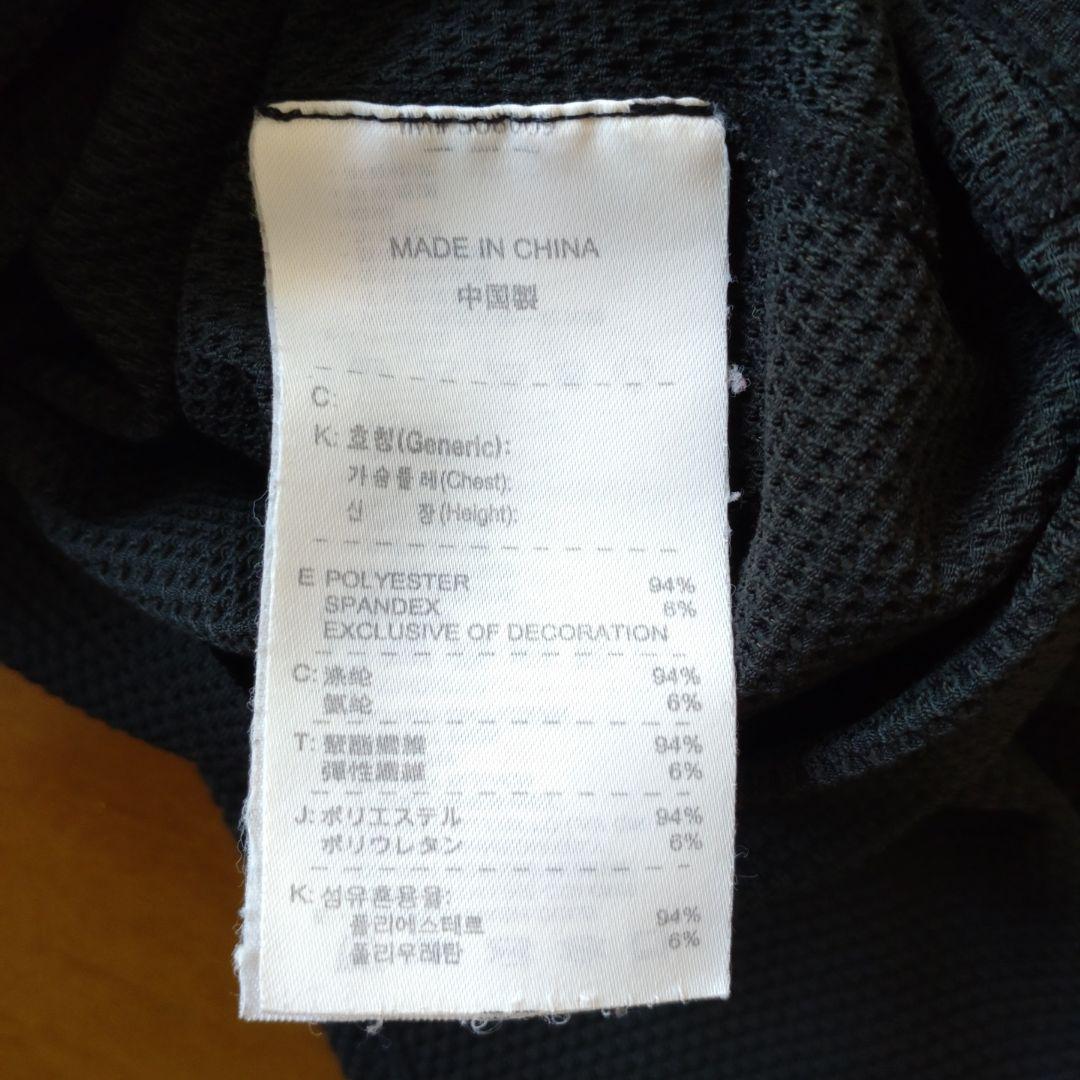 MADE IN CHINA
中国製
C:
K: 호칭(Generic):
가슴둘레(Chest):
신 장(Height):
E POLYESTER 94%
SPANDEX 6%
EXCLUSIVE OF DECORATION
C: 涤纶 94%
氨纶 6%
T: 聚酯纖維 94%
彈性纖維 6%
J: ポリエステル 94%
ポリウレタン 6%
K: 섬유혼용율:
폴리에스테르 94%
폴리우레탄 6%